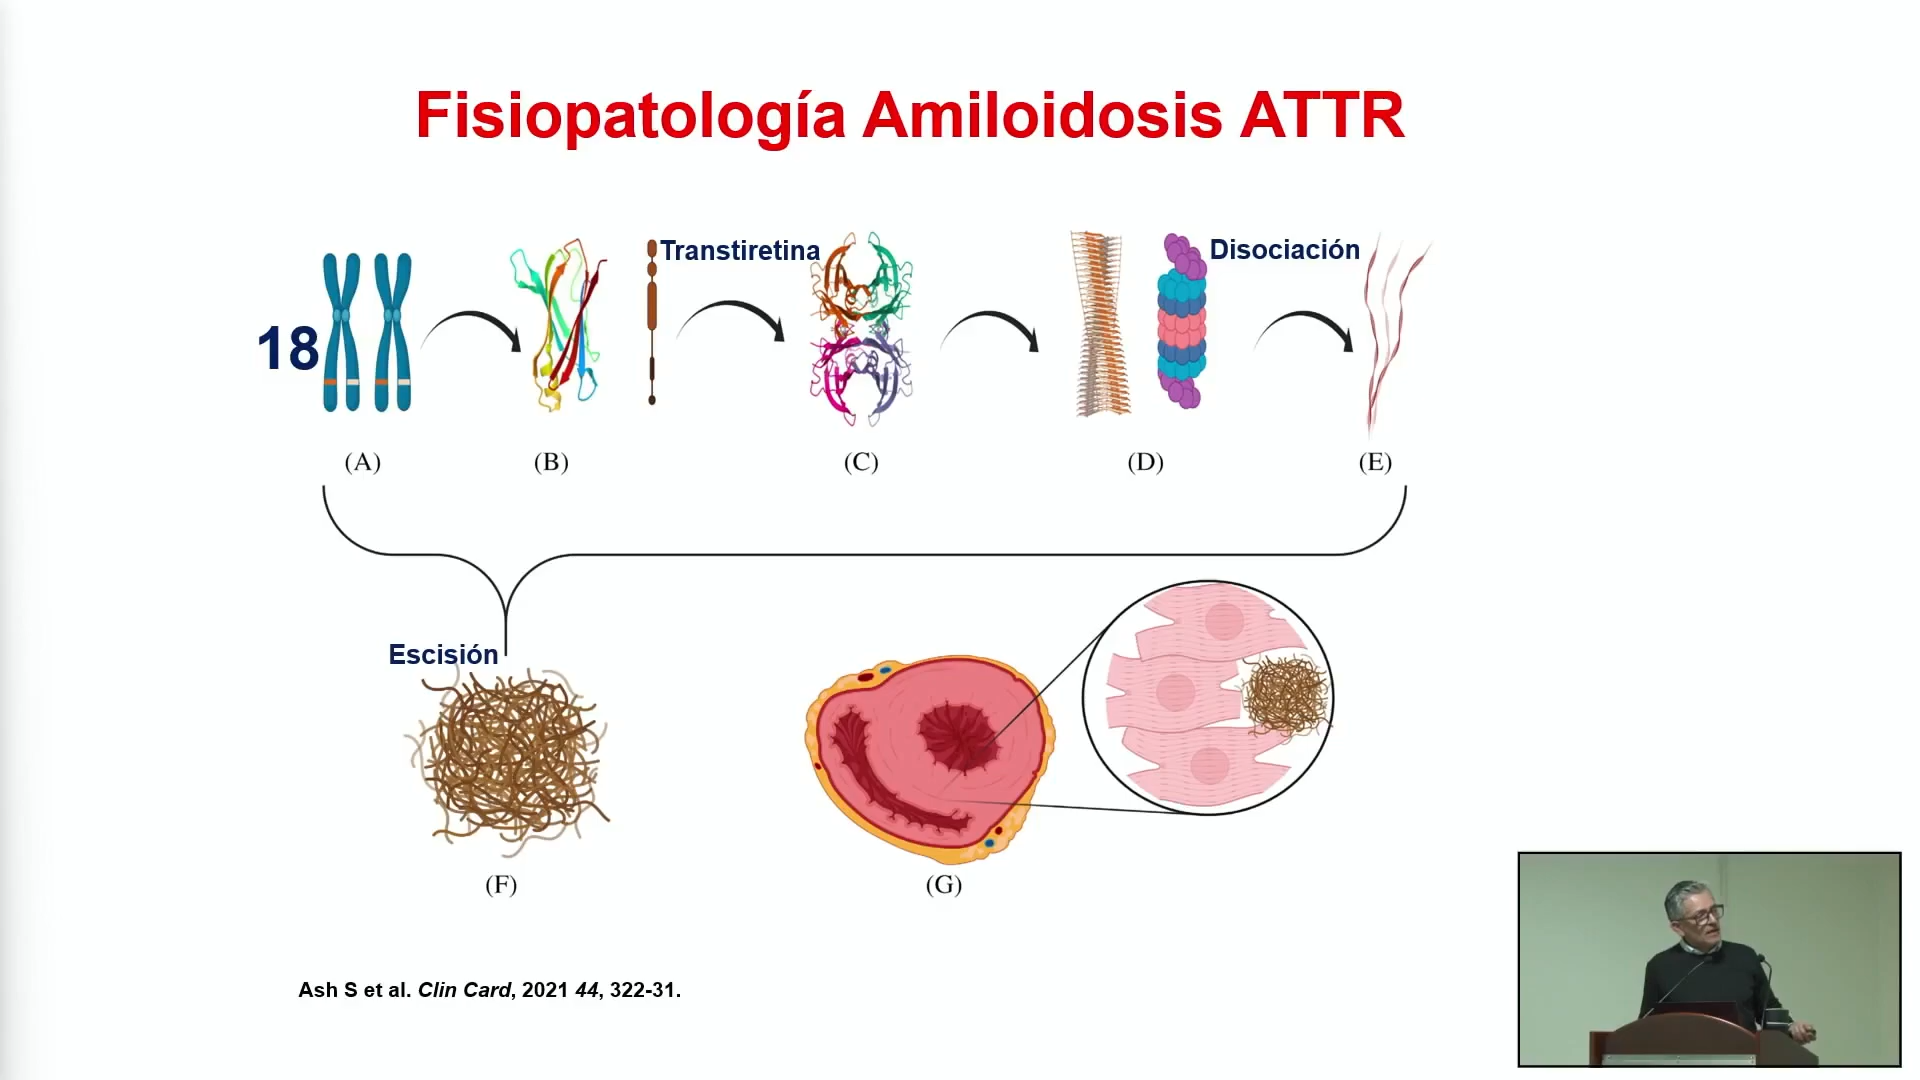 Fisiopatología Amiloidosis ATTR
Transtiretina
Disociación
18
(A)
(B)
(C)
(D)
(E)
Escisión
(F)
(G)
Ash S et al. Clin Card, 2021 44, 322-31.